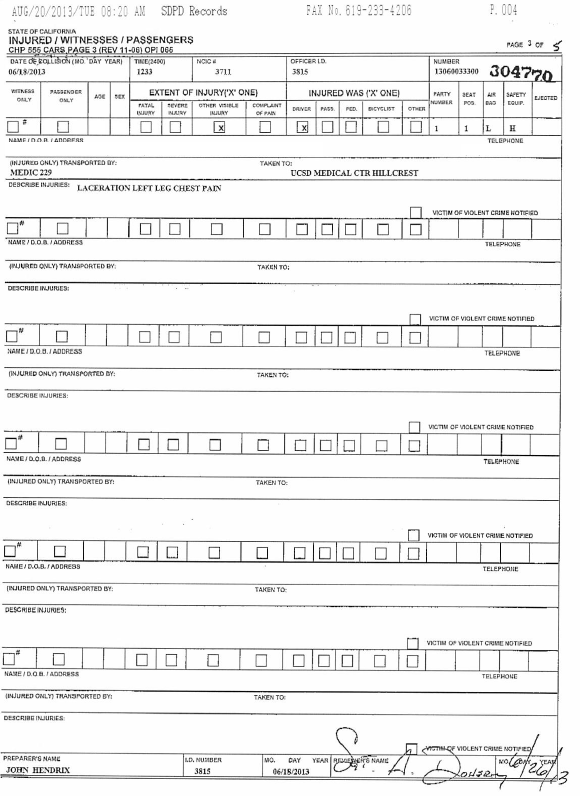 AUG/20/2013/TUE 08:20 AM SDPD Records FAX No. 619-233-4206 P. 004
STATE OF CALIFORNIA
INJURED / WITNESSES / PASSENGERS
CHP 555 CARS PAGE 3 (REV 11-06) OPI 065 PAGE 3 OF 5
DATE OF COLLISION (MO. DAY YEAR) TIME(2400) NCIC # OFFICER I.D. NUMBER
06/18/2013 1233 3711 3815 13060033300 304770
WITNESS ONLY PASSENGER ONLY AGE SEX EXTENT OF INJURY('X' ONE) INJURED WAS ('X' ONE) PARTY NUMBER SEAT POS. AIR BAG SAFETY EQUIP. EJECTED
FATAL INJURY SEVERE INJURY OTHER VISIBLE INJURY COMPLAINT OF PAIN DRIVER PASS. PED. BICYCLIST OTHER
# X X 1 1 L H
NAME / D.O.B. / ADDRESS TELEPHONE
(INJURED ONLY) TRANSPORTED BY: TAKEN TO:
MEDIC 229 UCSD MEDICAL CTR HILLCREST
DESCRIBE INJURIES: LACERATION LEFT LEG CHEST PAIN
VICTIM OF VIOLENT CRIME NOTIFIED
#
NAME / D.O.B. / ADDRESS TELEPHONE
(INJURED ONLY) TRANSPORTED BY: TAKEN TO:
DESCRIBE INJURIES:
VICTIM OF VIOLENT CRIME NOTIFIED
#
NAME / D.O.B. / ADDRESS TELEPHONE
(INJURED ONLY) TRANSPORTED BY: TAKEN TO:
DESCRIBE INJURIES:
VICTIM OF VIOLENT CRIME NOTIFIED
#
NAME / D.O.B. / ADDRESS TELEPHONE
(INJURED ONLY) TRANSPORTED BY: TAKEN TO:
DESCRIBE INJURIES:
VICTIM OF VIOLENT CRIME NOTIFIED
#
NAME / D.O.B. / ADDRESS TELEPHONE
(INJURED ONLY) TRANSPORTED BY: TAKEN TO:
DESCRIBE INJURIES:
VICTIM OF VIOLENT CRIME NOTIFIED
#
NAME / D.O.B. / ADDRESS TELEPHONE
(INJURED ONLY) TRANSPORTED BY: TAKEN TO:
DESCRIBE INJURIES:
VICTIM OF VIOLENT CRIME NOTIFIED
PREPARER'S NAME I.D. NUMBER MO. DAY YEAR REVIEWER'S NAME MO. DAY YEAR
JOHN HENDRIX 3815 06/18/2013 A. Doherty 6/26/13